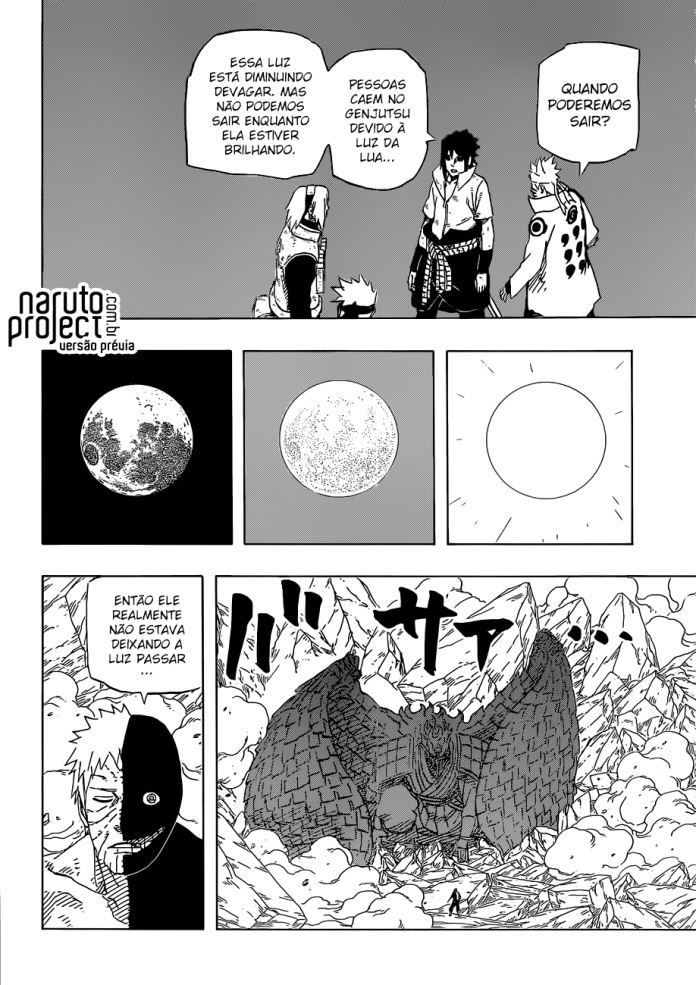 QUANDO
PODEREMOS
SAIR?
PESSOAS
CAEM NO
GENJUTSU
DEVIDO À
LUZ DA
LUA...
ESSA LUZ
ESTÁ DIMINUINDO
DEVAGAR. MAS
NÃO PODEMOS
SAIR ENQUANTO
ELA ESTIVER
BRILHANDO.
naruto
project.com.br
versão prévia
ENTÃO ELE
REALMENTE
NÃO ESTAVA
DEIXANDO A
LUZ PASSAR
...
バサァ...